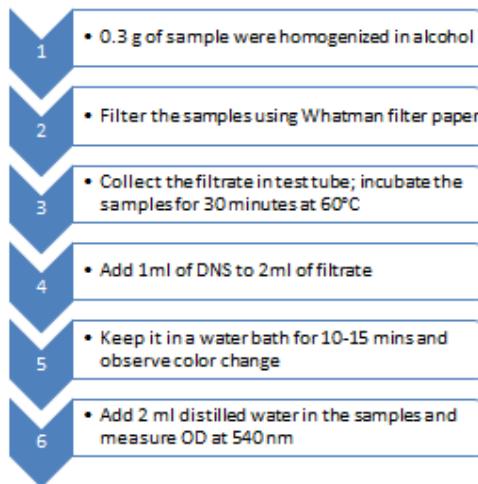 1
• 0.3 g of sample were homogenized in alcohol
2
• Filter the samples using Whatman filter paper
3
• Collect the filtrate in test tube; incubate the
samples for 30 minutes at 60°C
4
• Add 1ml of DNS to 2ml of filtrate
5
• Keep it in a water bath for 10-15 mins and
observe color change
6
• Add 2 ml distilled water in the samples and
measure OD at 540 nm